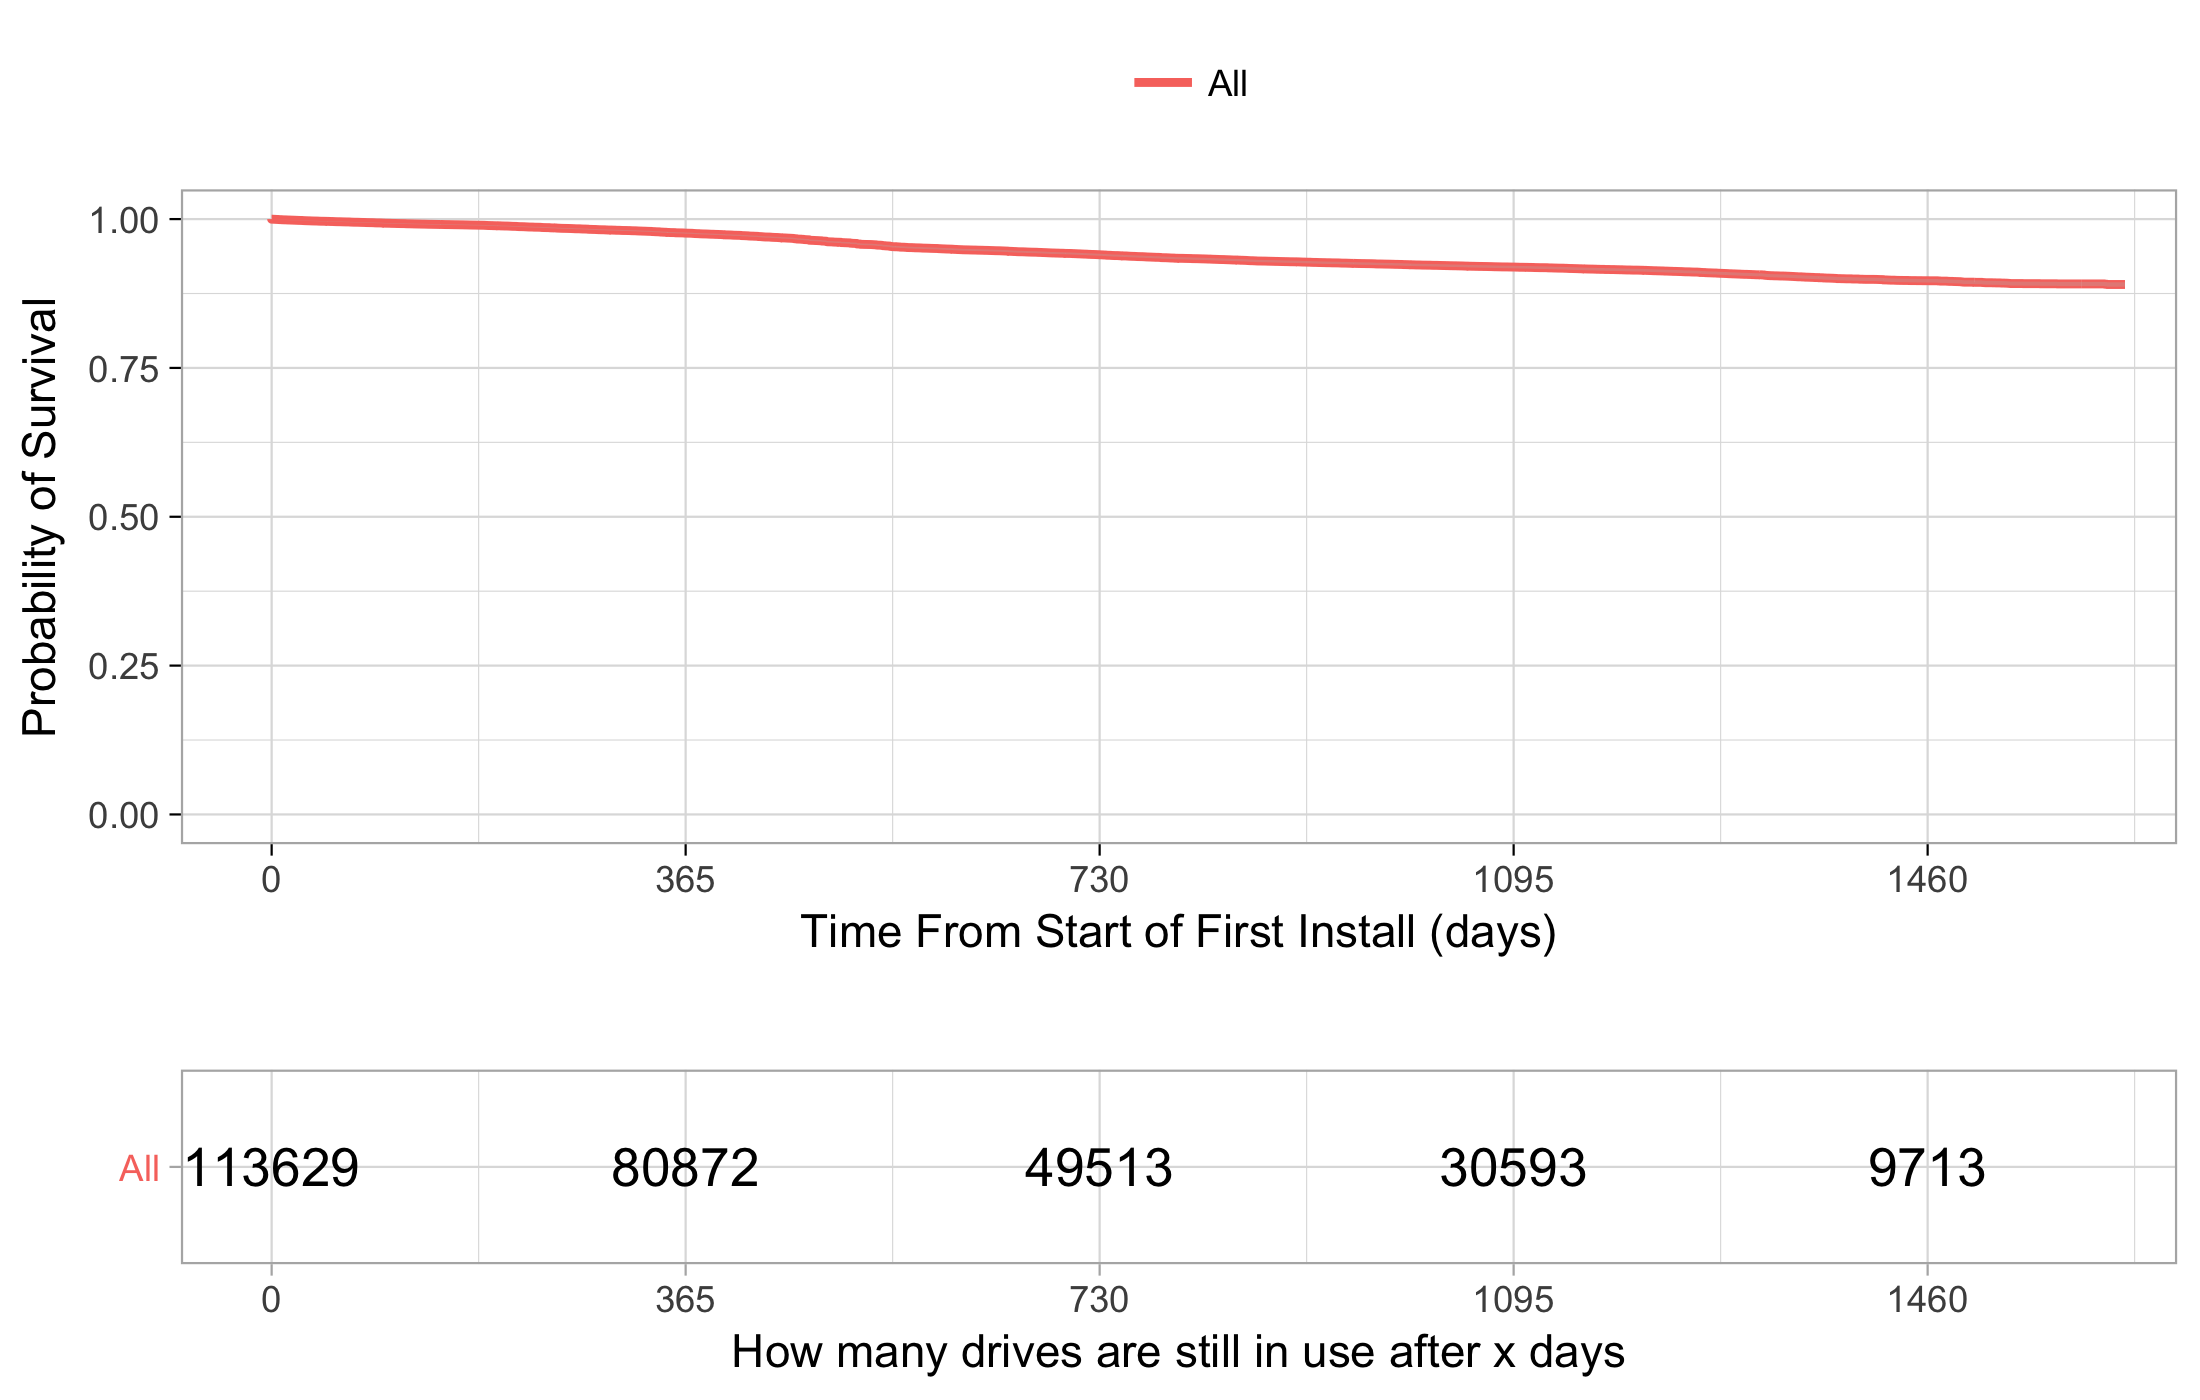 All
1.00
0.75
0.50
0.25
0.00
Probability of Survival
0 365 730 1095 1460
Time From Start of First Install (days)
All 113629 80872 49513 30593 9713
0 365 730 1095 1460
How many drives are still in use after x days